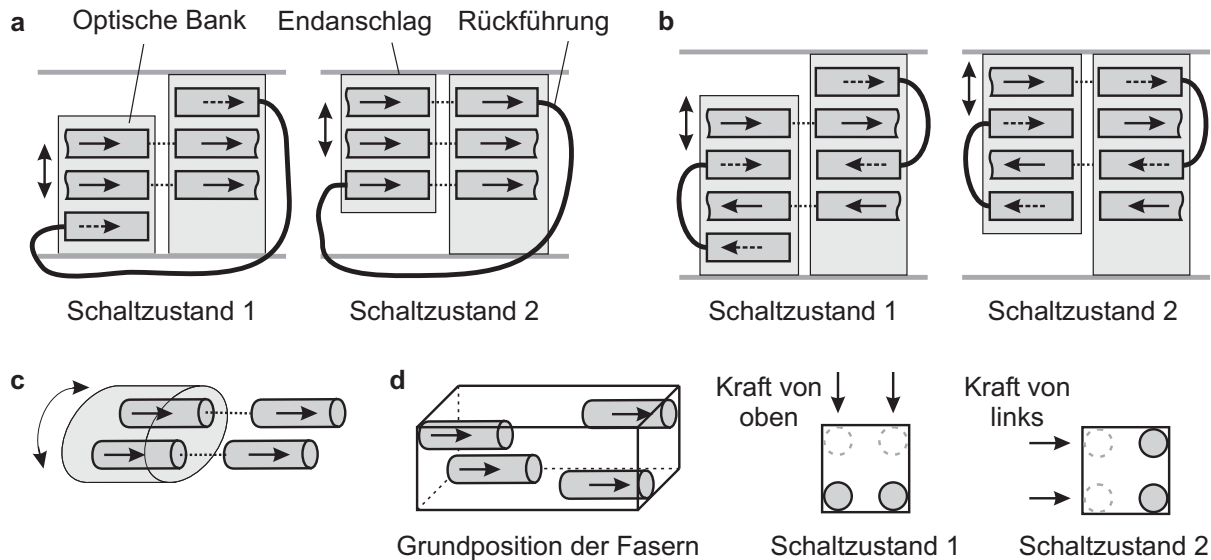 a
Optische Bank
Endanschlag
Rückführung
b
Schaltzustand 1
Schaltzustand 2
Schaltzustand 1
Schaltzustand 2
c
d
Kraft von
oben
Kraft von
links
Grundposition der Fasern
Schaltzustand 1
Schaltzustand 2